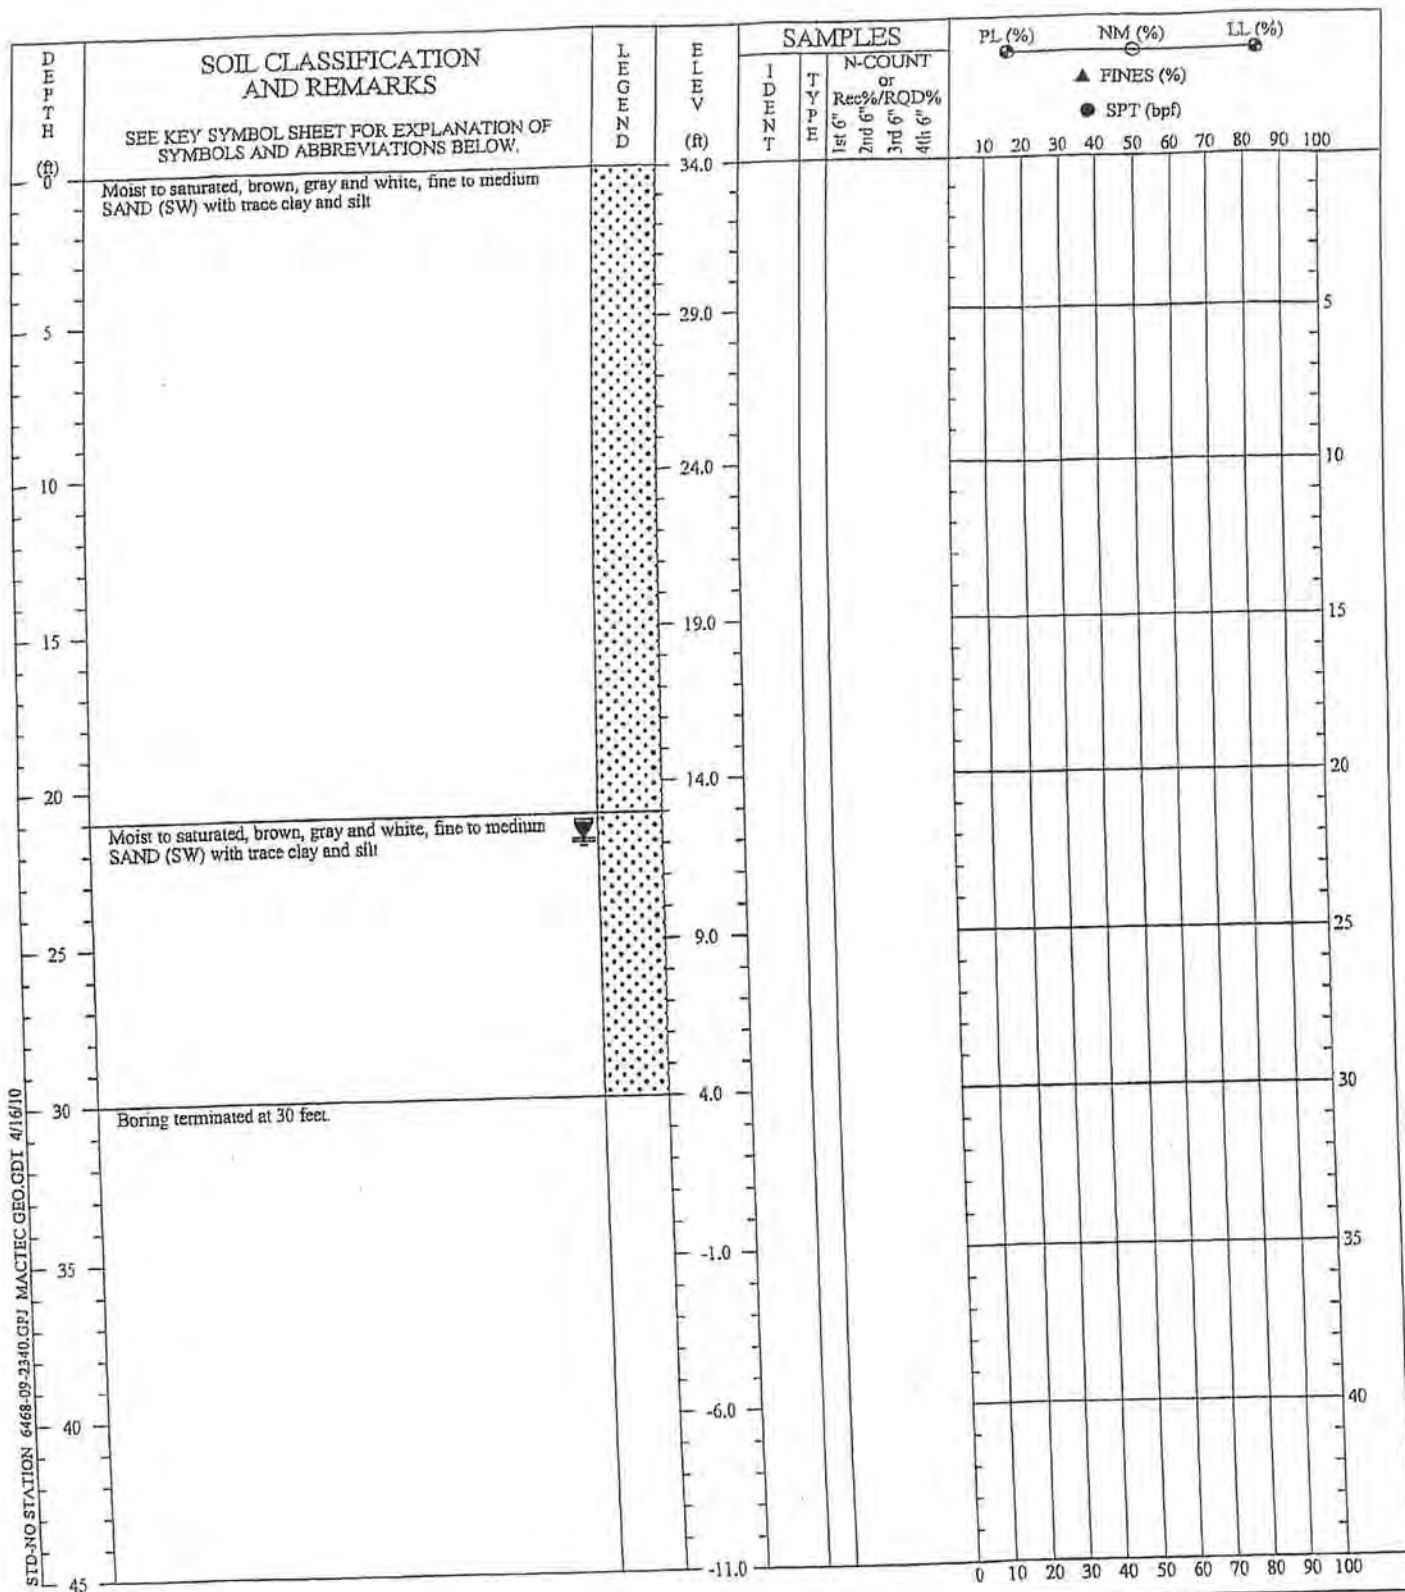 DEPTH
(ft)
SOIL CLASSIFICATION
AND REMARKS
SEE KEY SYMBOL SHEET FOR EXPLANATION OF
SYMBOLS AND ABBREVIATIONS BELOW.
LEGEND
ELEV
(ft)
SAMPLES
IDENT
TYPE
N-COUNT
or
Rec%/RQD%
1st 6"
2nd 6"
3rd 6"
4th 6"
PL (%) NM (%) LL (%)
▲ FINES (%)
● SPT (bpf)
10 20 30 40 50 60 70 80 90 100
0
Moist to saturated, brown, gray and white, fine to medium
SAND (SW) with trace clay and silt
34.0
5 29.0 5
10 24.0 10
15 19.0 15
20 14.0 20
Moist to saturated, brown, gray and white, fine to medium
SAND (SW) with trace clay and silt
25 9.0 25
30 4.0 30
Boring terminated at 30 feet.
35 -1.0 35
40 -6.0 40
45 -11.0
0 10 20 30 40 50 60 70 80 90 100
STD-NO STATION 6468-09-2340.GPJ MACTEC GEO.GDT 4/16/10